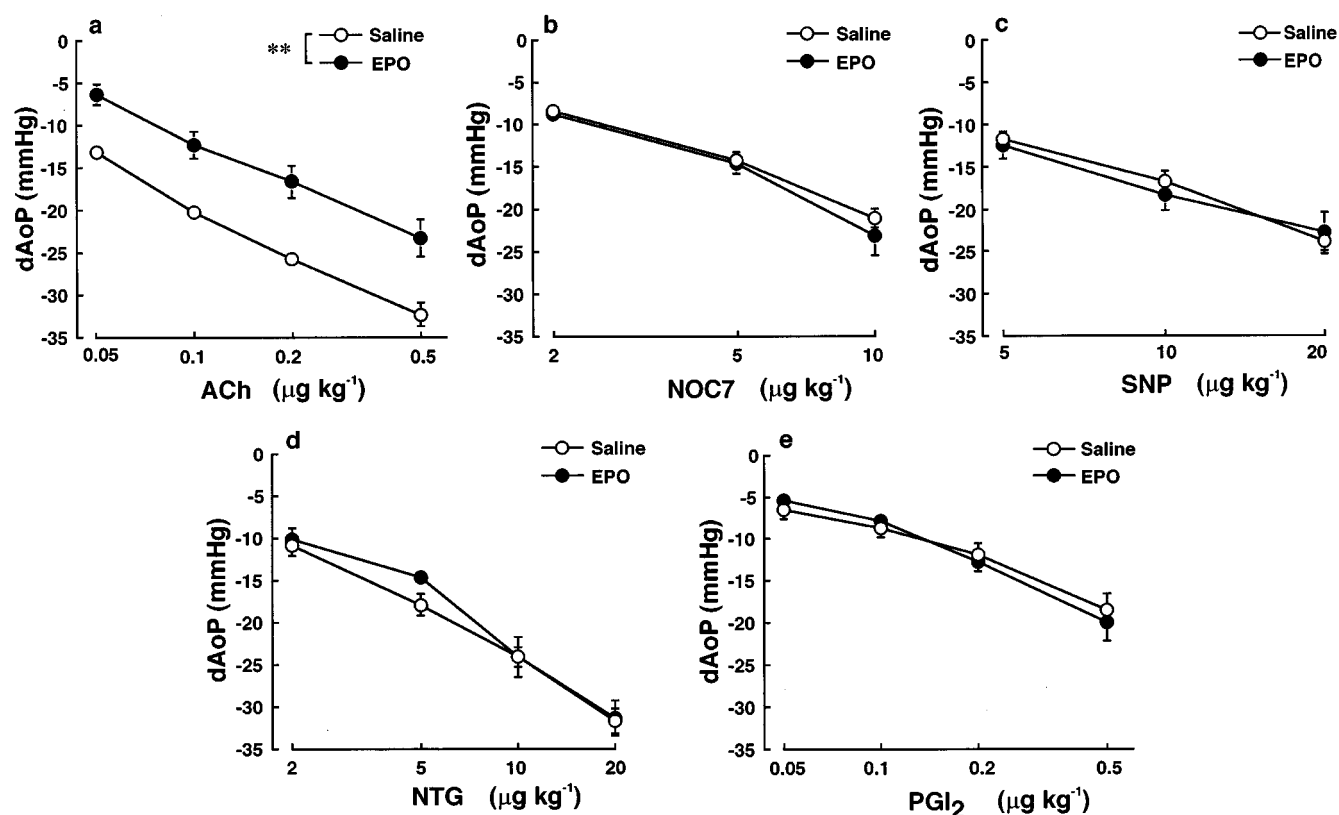 a
** Saline
EPO
0
-5
-10
-15
-20
-25
-30
-35
dAoP (mmHg)
0.05 0.1 0.2 0.5
ACh (μg kg⁻¹)
b
Saline
EPO
0
-5
-10
-15
-20
-25
-30
-35
dAoP (mmHg)
2 5 10
NOC7 (μg kg⁻¹)
c
Saline
EPO
0
-5
-10
-15
-20
-25
-30
-35
dAoP (mmHg)
5 10 20
SNP (μg kg⁻¹)
d
Saline
EPO
0
-5
-10
-15
-20
-25
-30
-35
dAoP (mmHg)
2 5 10 20
NTG (μg kg⁻¹)
e
Saline
EPO
0
-5
-10
-15
-20
-25
-30
-35
dAoP (mmHg)
0.05 0.1 0.2 0.5
PGI₂ (μg kg⁻¹)